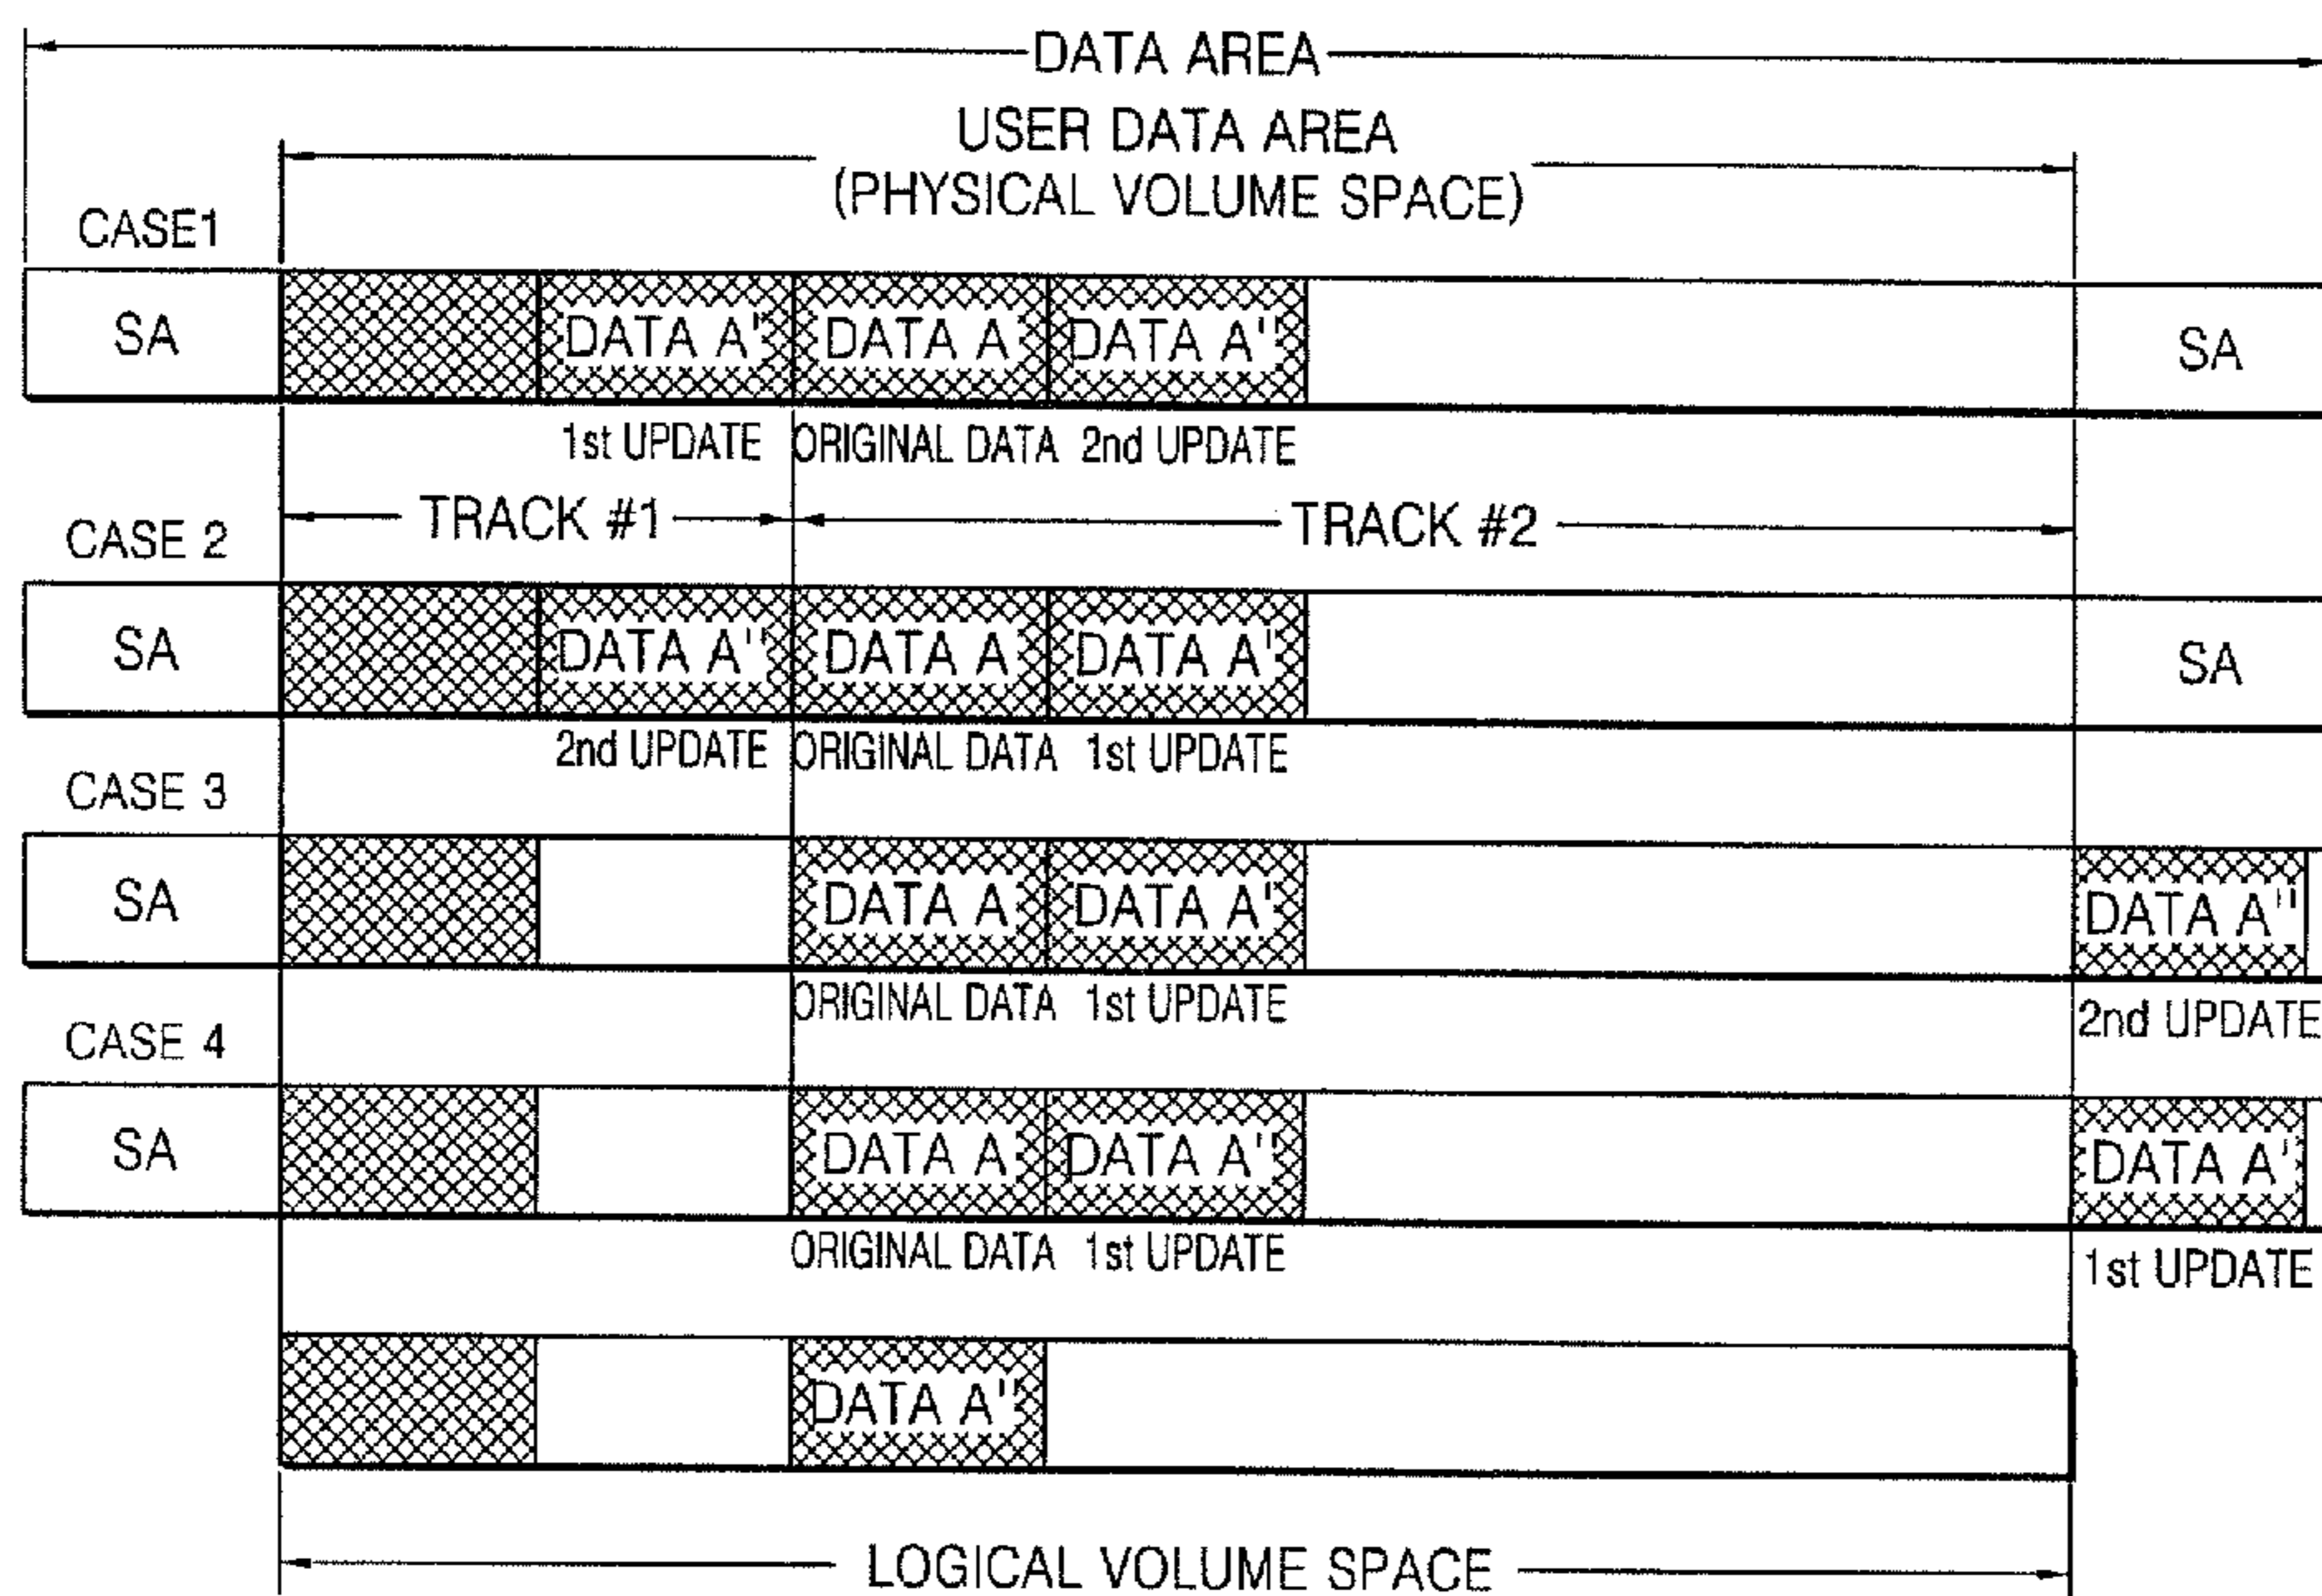 DATA AREA
USER DATA AREA
(PHYSICAL VOLUME SPACE)
CASE1
SA DATA A' DATA A DATA A'' SA
1st UPDATE ORIGINAL DATA 2nd UPDATE
TRACK #1 TRACK #2
CASE 2
SA DATA A'' DATA A DATA A' SA
2nd UPDATE ORIGINAL DATA 1st UPDATE
CASE 3
SA DATA A DATA A' DATA A''
ORIGINAL DATA 1st UPDATE 2nd UPDATE
CASE 4
SA DATA A DATA A'' DATA A'
ORIGINAL DATA 1st UPDATE 1st UPDATE
DATA A''
LOGICAL VOLUME SPACE